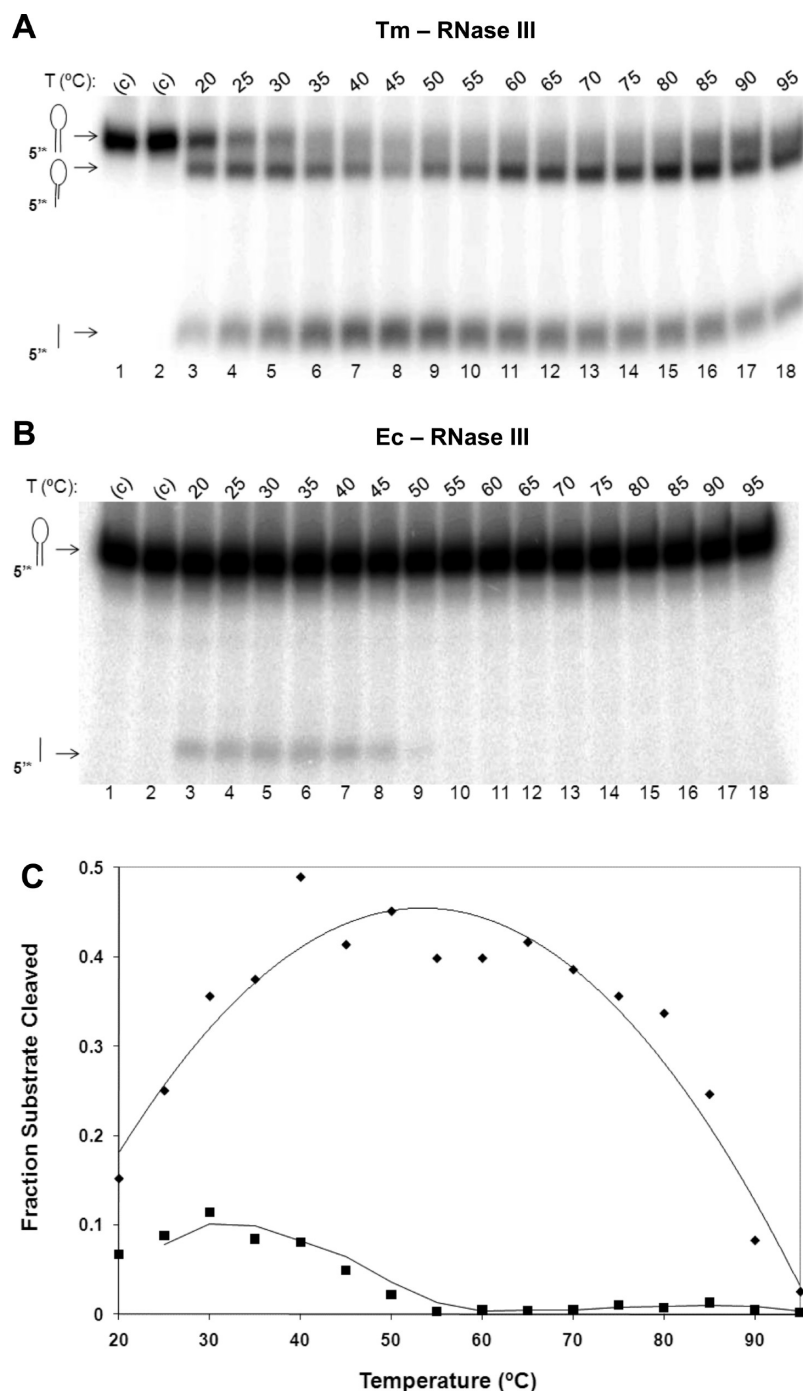 A
Tm – RNase III
T (ºC): (c) (c) 20 25 30 35 40 45 50 55 60 65 70 75 80 85 90 95
5'*
5'*
5'*
1 2 3 4 5 6 7 8 9 10 11 12 13 14 15 16 17 18
B
Ec – RNase III
T (ºC): (c) (c) 20 25 30 35 40 45 50 55 60 65 70 75 80 85 90 95
5'*
5'*
1 2 3 4 5 6 7 8 9 10 11 12 13 14 15 16 17 18
C
0.5
0.4
0.3
0.2
0.1
0
Fraction Substrate Cleaved
20 30 40 50 60 70 80 90
Temperature (ºC)